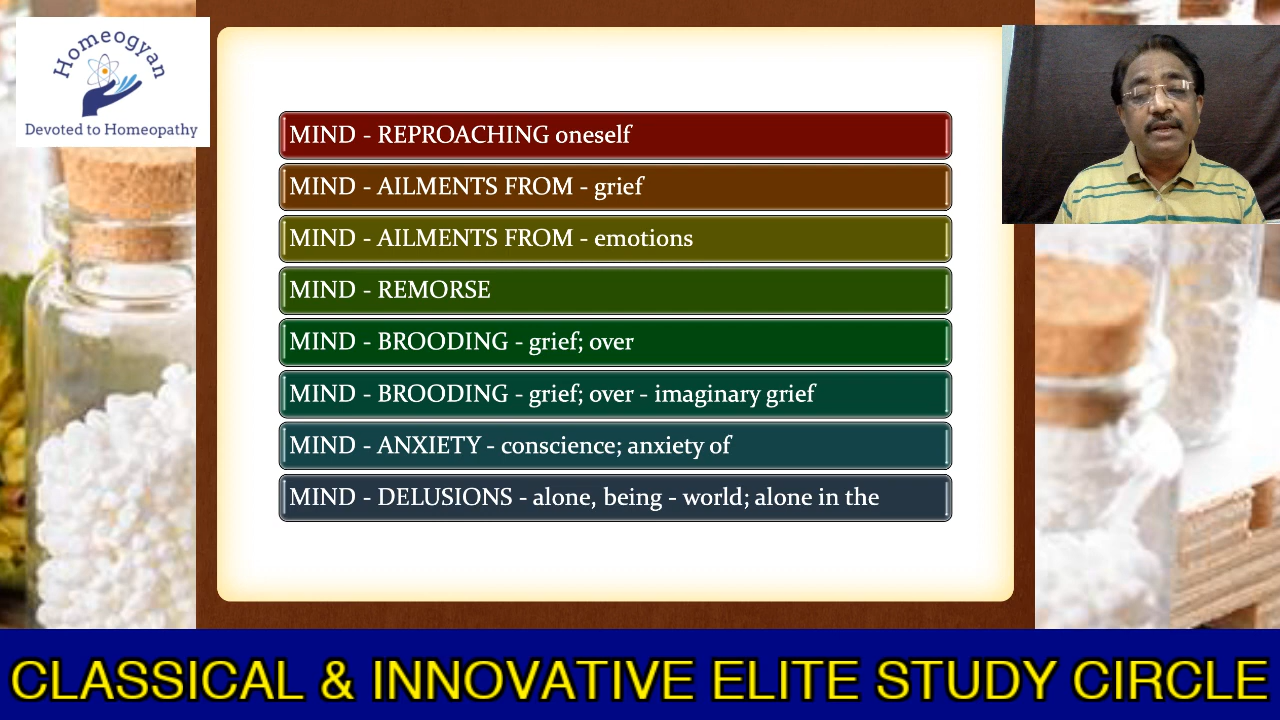 Homeogyan
Devoted to Homeopathy
MIND - REPROACHING oneself
MIND - AILMENTS FROM - grief
MIND - AILMENTS FROM - emotions
MIND - REMORSE
MIND - BROODING - grief; over
MIND - BROODING - grief; over - imaginary grief
MIND - ANXIETY - conscience; anxiety of
MIND - DELUSIONS - alone, being - world; alone in the
CLASSICAL & INNOVATIVE ELITE STUDY CIRCLE